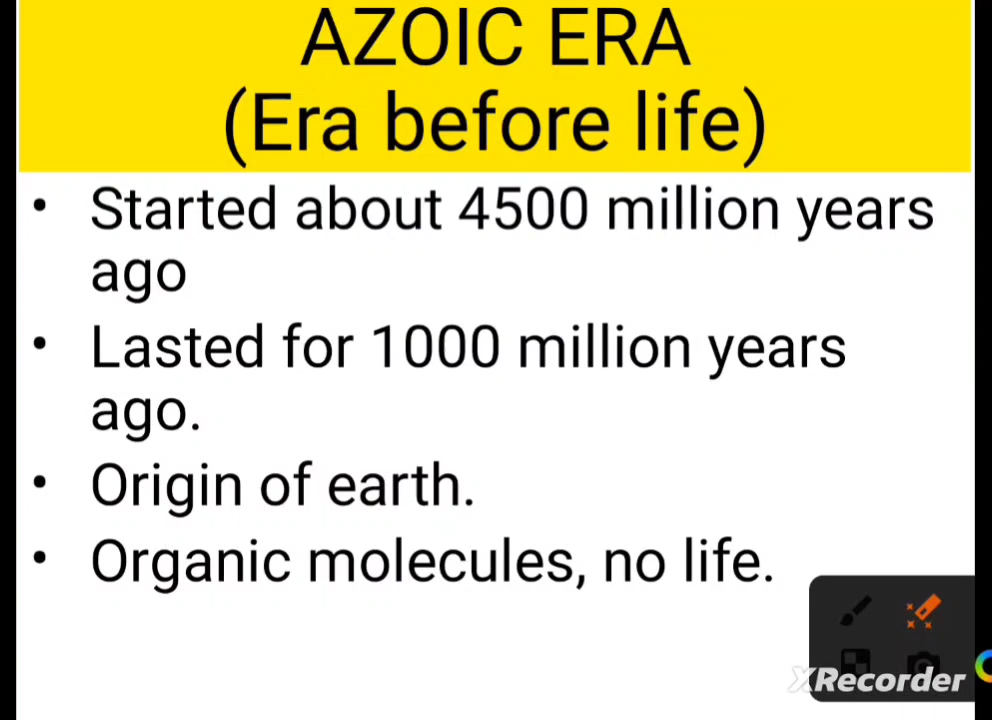 AZOIC ERA
(Era before life)
• Started about 4500 million years
ago
• Lasted for 1000 million years
ago.
• Origin of earth.
• Organic molecules, no life.
XRecorder